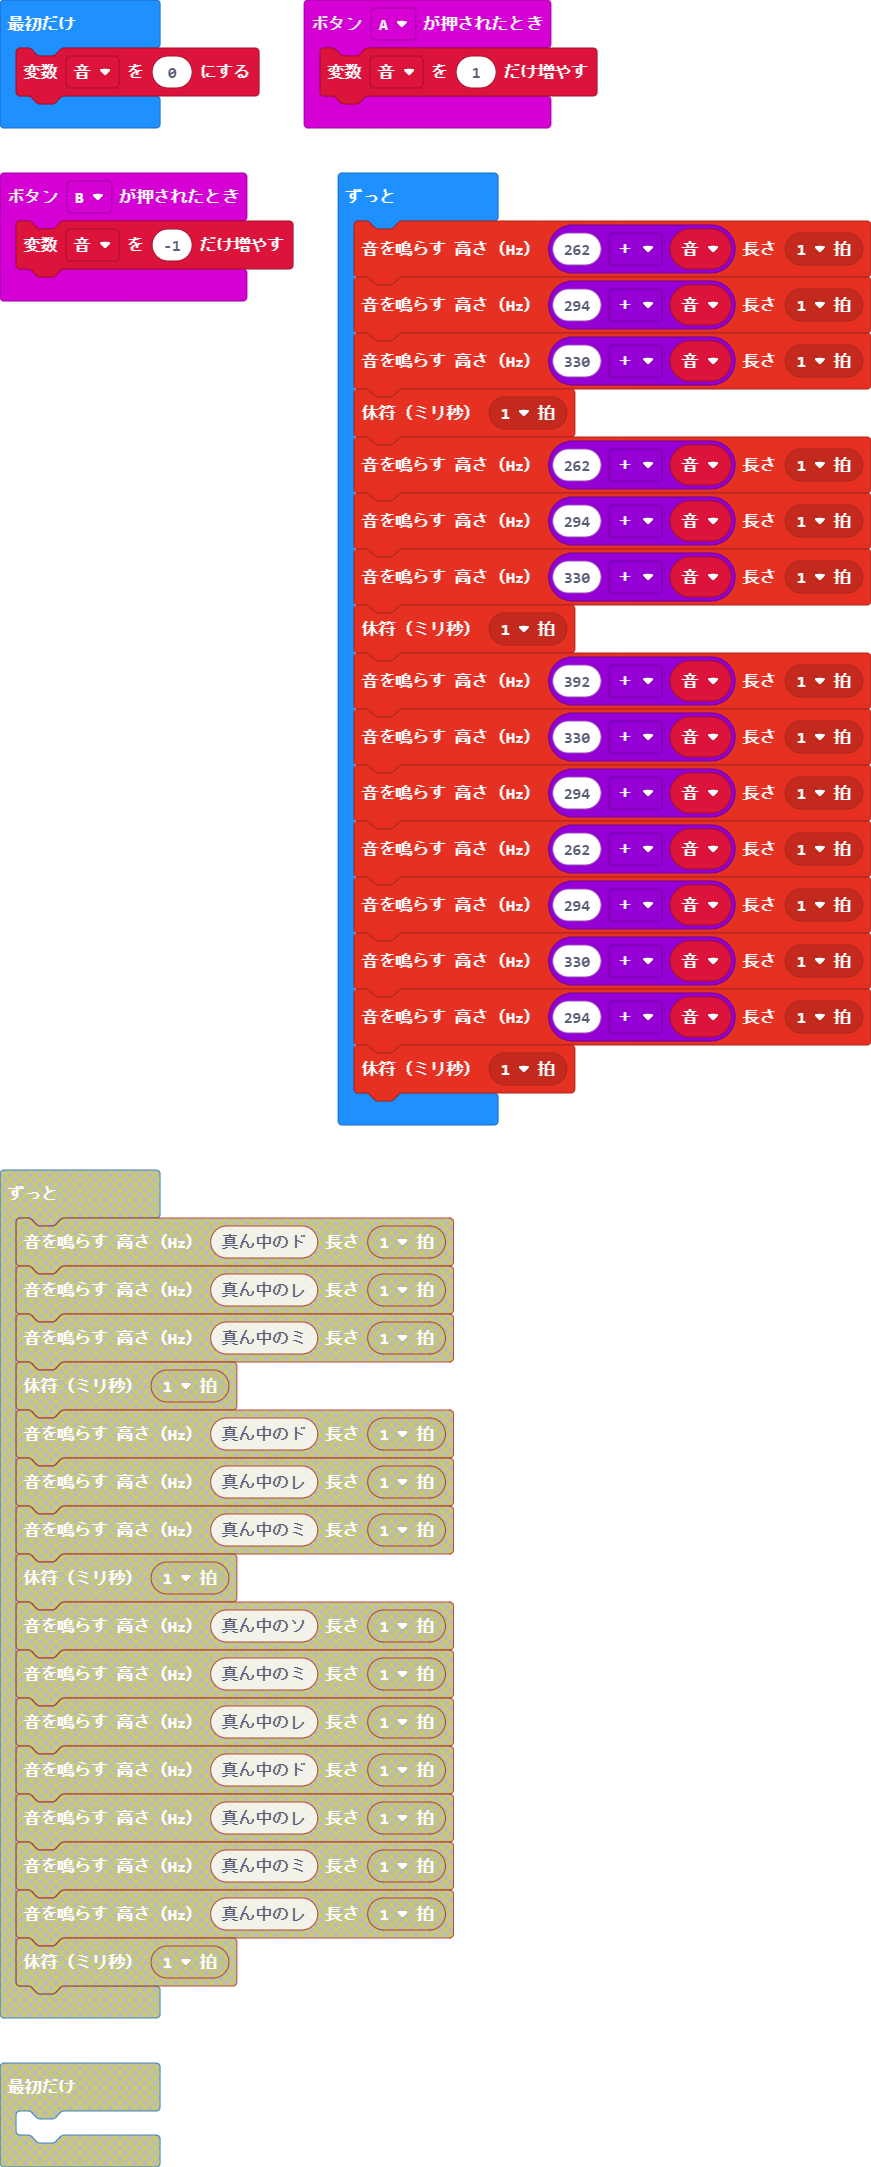 最初だけ
変数 音 を 0 にする
ボタン A が押されたとき
変数 音 を 1 だけ増やす
ボタン B が押されたとき
変数 音 を -1 だけ増やす
ずっと
音を鳴らす 高さ (Hz) 262 + 音 長さ 1 拍
音を鳴らす 高さ (Hz) 294 + 音 長さ 1 拍
音を鳴らす 高さ (Hz) 330 + 音 長さ 1 拍
休符 (ミリ秒) 1 拍
音を鳴らす 高さ (Hz) 262 + 音 長さ 1 拍
音を鳴らす 高さ (Hz) 294 + 音 長さ 1 拍
音を鳴らす 高さ (Hz) 330 + 音 長さ 1 拍
休符 (ミリ秒) 1 拍
音を鳴らす 高さ (Hz) 392 + 音 長さ 1 拍
音を鳴らす 高さ (Hz) 330 + 音 長さ 1 拍
音を鳴らす 高さ (Hz) 294 + 音 長さ 1 拍
音を鳴らす 高さ (Hz) 262 + 音 長さ 1 拍
音を鳴らす 高さ (Hz) 294 + 音 長さ 1 拍
音を鳴らす 高さ (Hz) 330 + 音 長さ 1 拍
音を鳴らす 高さ (Hz) 294 + 音 長さ 1 拍
休符 (ミリ秒) 1 拍
ずっと
音を鳴らす 高さ (Hz) 真ん中のド 長さ 1 拍
音を鳴らす 高さ (Hz) 真ん中のレ 長さ 1 拍
音を鳴らす 高さ (Hz) 真ん中のミ 長さ 1 拍
休符 (ミリ秒) 1 拍
音を鳴らす 高さ (Hz) 真ん中のド 長さ 1 拍
音を鳴らす 高さ (Hz) 真ん中のレ 長さ 1 拍
音を鳴らす 高さ (Hz) 真ん中のミ 長さ 1 拍
休符 (ミリ秒) 1 拍
音を鳴らす 高さ (Hz) 真ん中のソ 長さ 1 拍
音を鳴らす 高さ (Hz) 真ん中のミ 長さ 1 拍
音を鳴らす 高さ (Hz) 真ん中のレ 長さ 1 拍
音を鳴らす 高さ (Hz) 真ん中のド 長さ 1 拍
音を鳴らす 高さ (Hz) 真ん中のレ 長さ 1 拍
音を鳴らす 高さ (Hz) 真ん中のミ 長さ 1 拍
音を鳴らす 高さ (Hz) 真ん中のレ 長さ 1 拍
休符 (ミリ秒) 1 拍
最初だけ